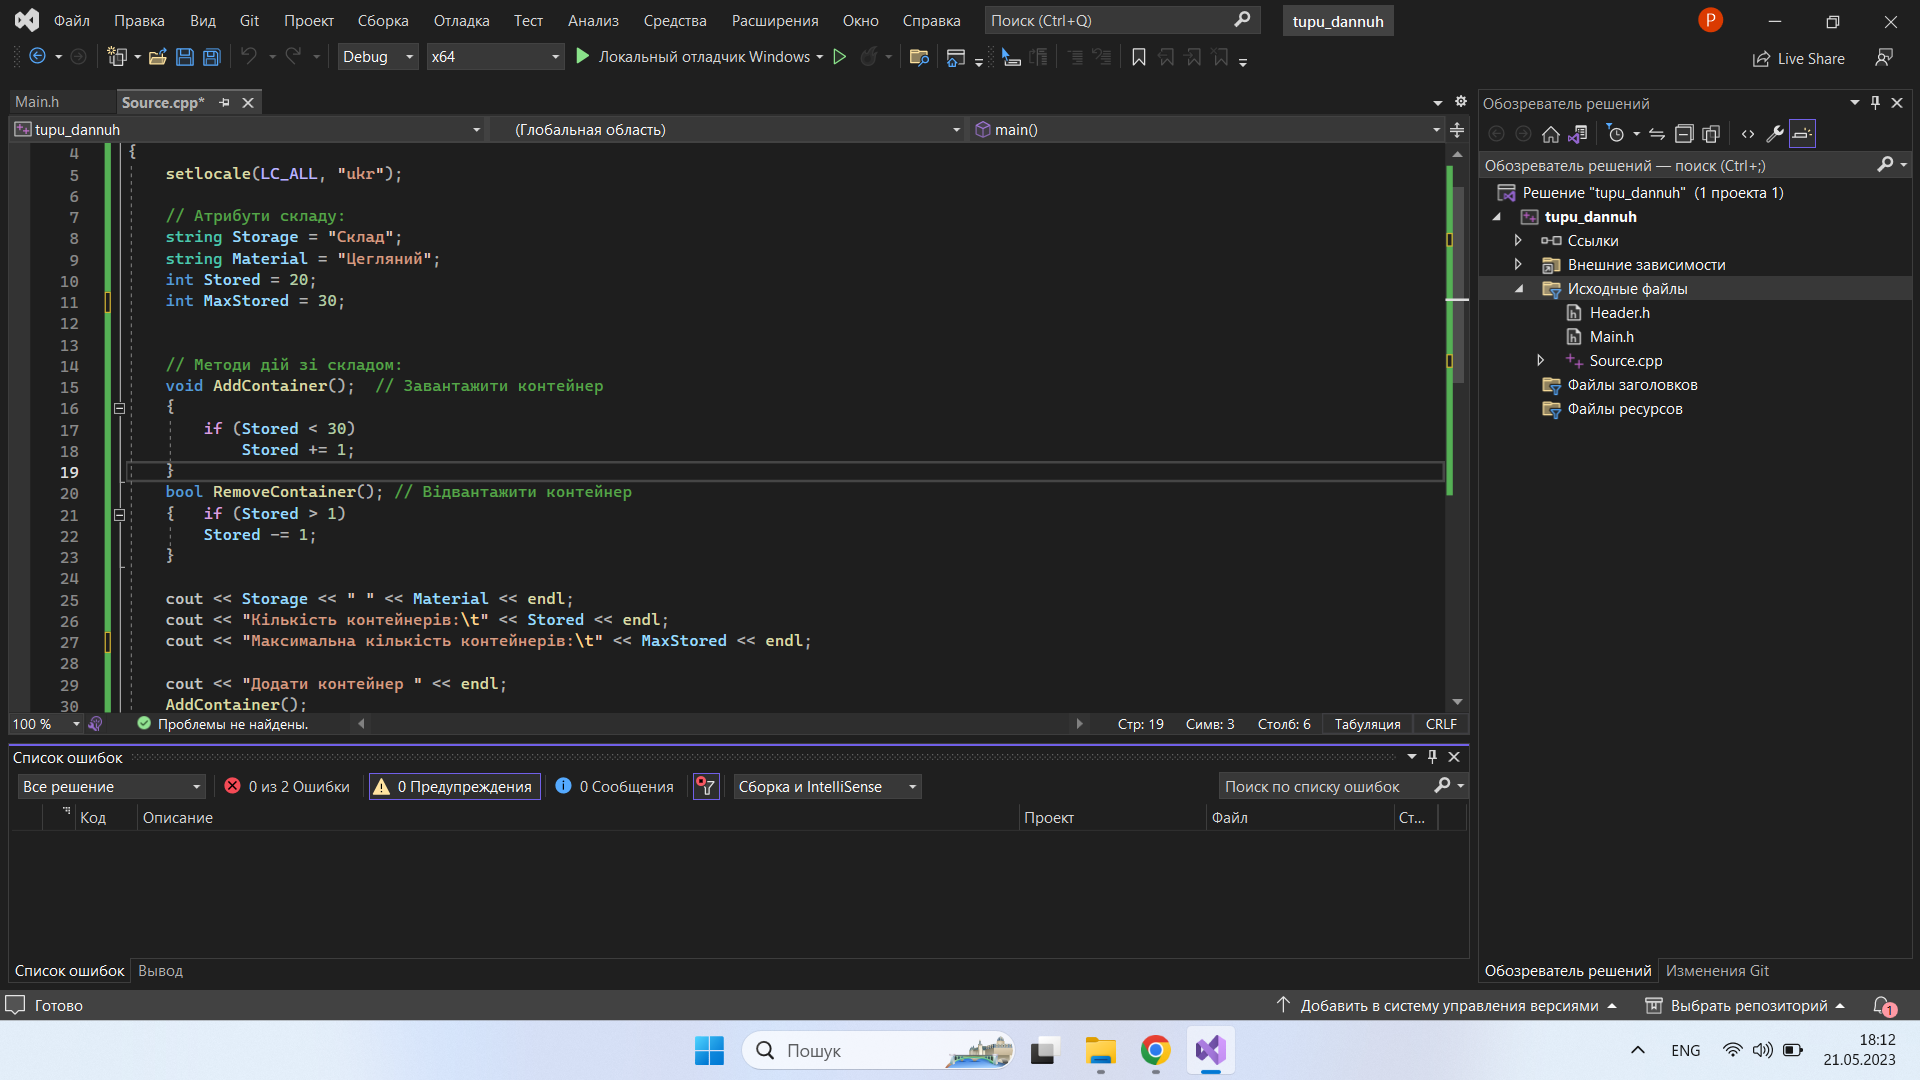 Файл Правка Вид Git Проект Сборка Отладка Тест Анализ Средства Расширения Окно Справка Поиск (Ctrl+Q) tupu_dannuh P
Debug x64 Локальный отладчик Windows Live Share
Main.h Source.cpp*
tupu_dannuh (Глобальная область) main()
4 {
5 setlocale(LC_ALL, "ukr");
6
7 // Атрибути складу:
8 string Storage = "Склад";
9 string Material = "Цегляний";
10 int Stored = 20;
11 int MaxStored = 30;
12
13
14 // Методи дій зі складом:
15 void AddContainer(); // Завантажити контейнер
16 {
17 if (Stored < 30)
18 Stored += 1;
19 }
20 bool RemoveContainer(); // Відвантажити контейнер
21 { if (Stored > 1)
22 Stored -= 1;
23 }
24
25 cout << Storage << " " << Material << endl;
26 cout << "Кількість контейнерів:\t" << Stored << endl;
27 cout << "Максимальна кількість контейнерів:\t" << MaxStored << endl;
28
29 cout << "Додати контейнер " << endl;
30 AddContainer();
100 % Проблемы не найдены. Стр: 19 Симв: 3 Столб: 6 Табуляция CRLF
Список ошибок
Все решение 0 из 2 Ошибки 0 Предупреждения 0 Сообщения Сборка и IntelliSense Поиск по списку ошибок
Код Описание Проект Файл Ст...
Список ошибок Вывод
Обозреватель решений
Обозреватель решений — поиск (Ctrl+;)
Решение "tupu_dannuh" (1 проекта 1)
tupu_dannuh
Ссылки
Внешние зависимости
Исходные файлы
Header.h
Main.h
Source.cpp
Файлы заголовков
Файлы ресурсов
Обозреватель решений Изменения Git
Готово Добавить в систему управления версиями Выбрать репозиторий 1
Пошук ENG 18:12
21.05.2023